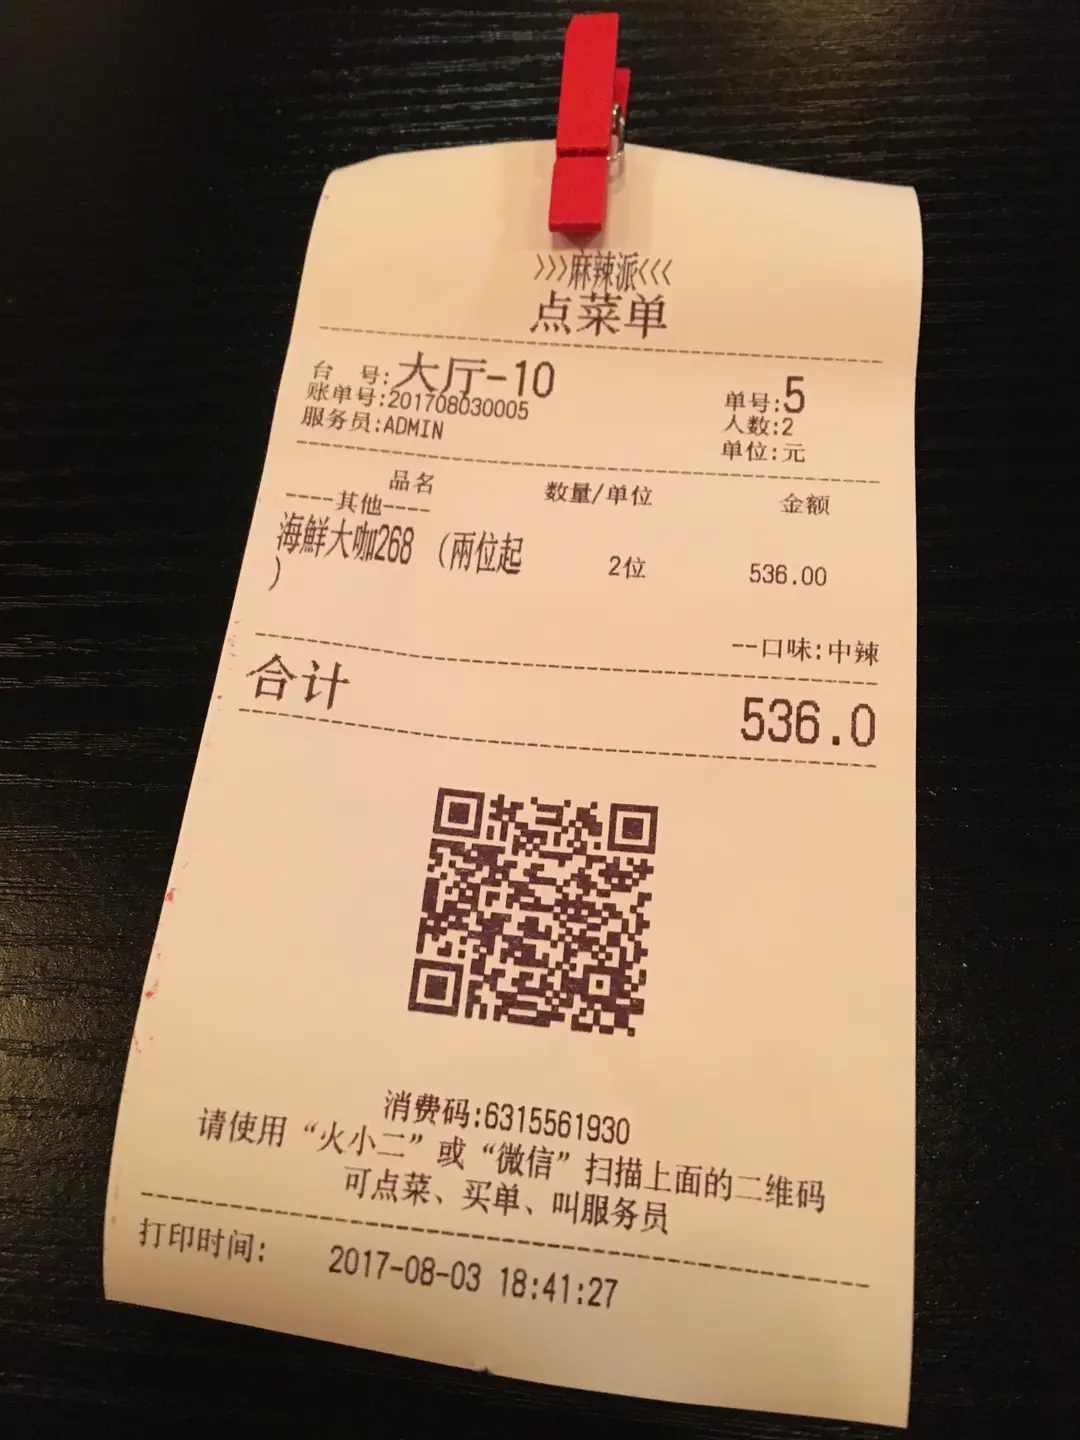 >>>麻辣派<<<
点菜单
台 号:大厅-10 单号:5
账单号:201708030005 人数:2
服务员:ADMIN 单位:元
品名 数量/单位 金额
----其他----
海鮮大咖268 (兩位起 2位 536.00
)
--口味:中辣
合计 536.0
消费码:6315561930
请使用“火小二”或“微信”扫描上面的二维码
可点菜、买单、叫服务员
打印时间: 2017-08-03 18:41:27